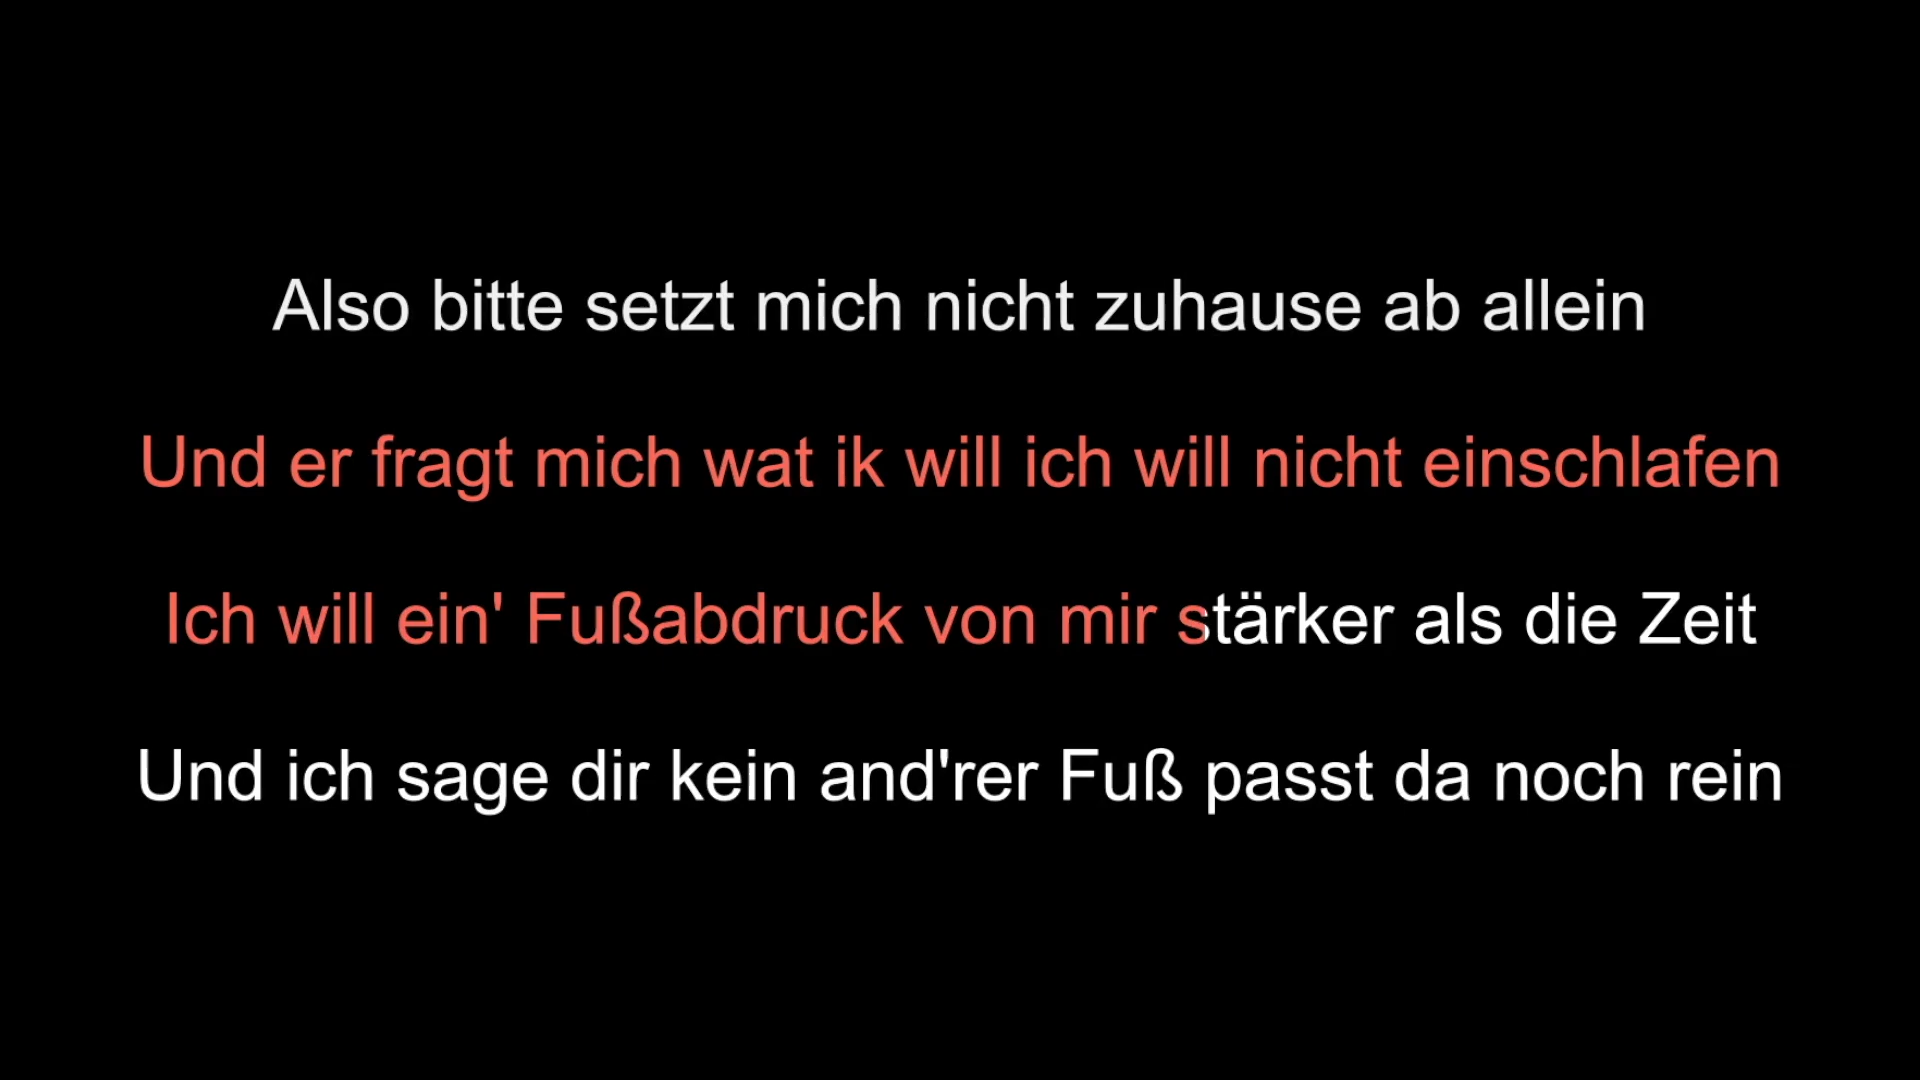 Also bitte setzt mich nicht zuhause ab allein
Und er fragt mich wat ik will ich will nicht einschlafen
Ich will ein' Fußabdruck von mir stärker als die Zeit
Und ich sage dir kein and'rer Fuß passt da noch rein